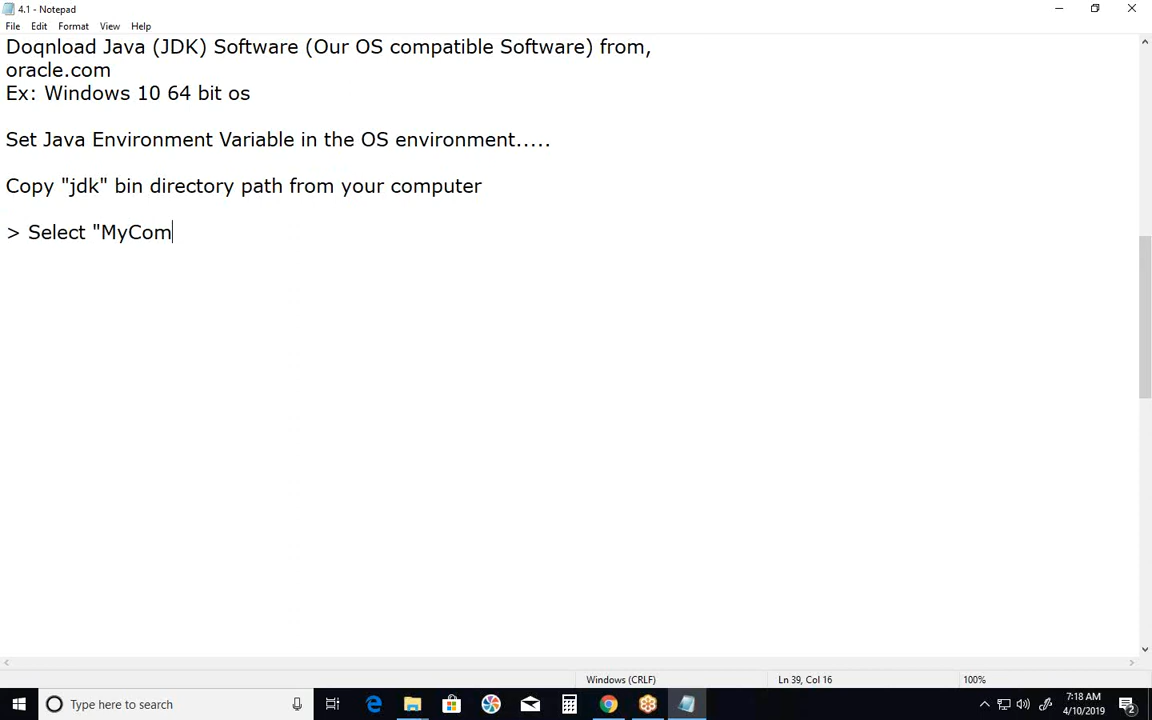 4.1 - Notepad
File Edit Format View Help
Doqnload Java (JDK) Software (Our OS compatible Software) from,
oracle.com
Ex: Windows 10 64 bit os
Set Java Environment Variable in the OS environment.....
Copy "jdk" bin directory path from your computer
> Select "MyCom
Windows (CRLF) Ln 39, Col 16 100%
Type here to search
7:18 AM
4/10/2019
2